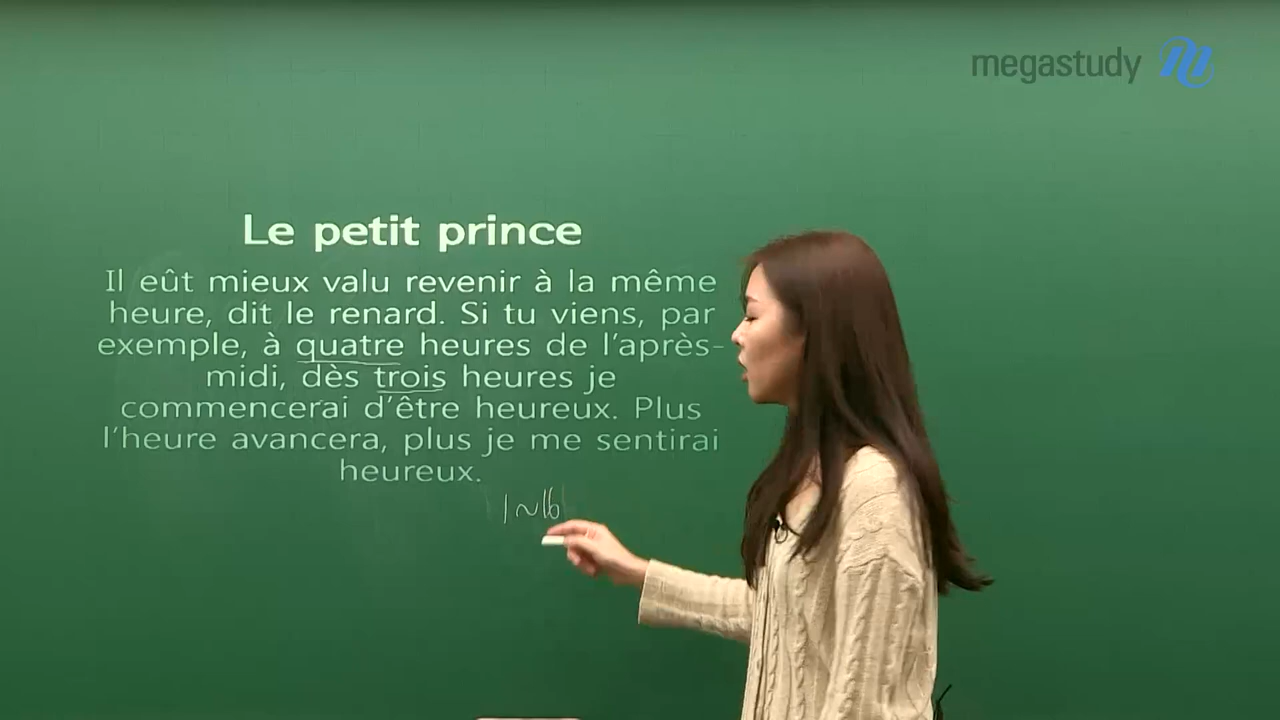 megastudy
Le petit prince
Il eût mieux valu revenir à la même
heure, dit le renard. Si tu viens, par
exemple, à quatre heures de l’après-
midi, dès trois heures je
commencerai d’être heureux. Plus
l’heure avancera, plus je me sentirai
heureux.
1~16